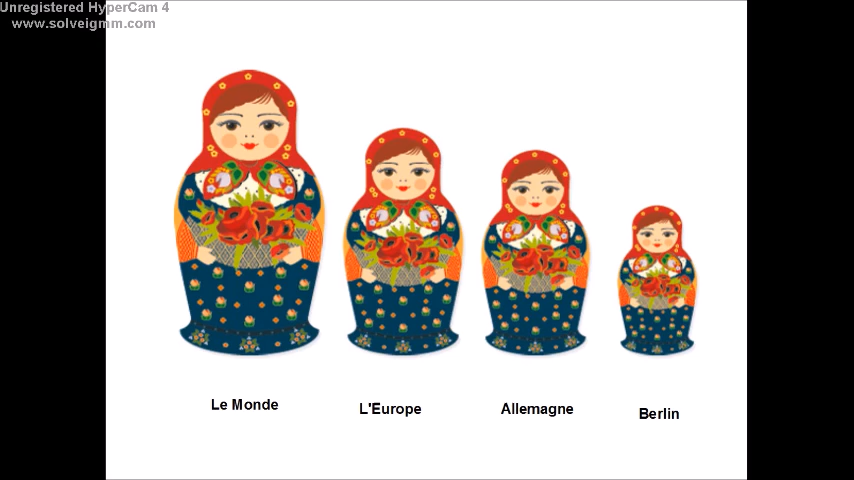 Unregistered HyperCam 4
www.solveigmm.com
Le Monde
L'Europe
Allemagne
Berlin